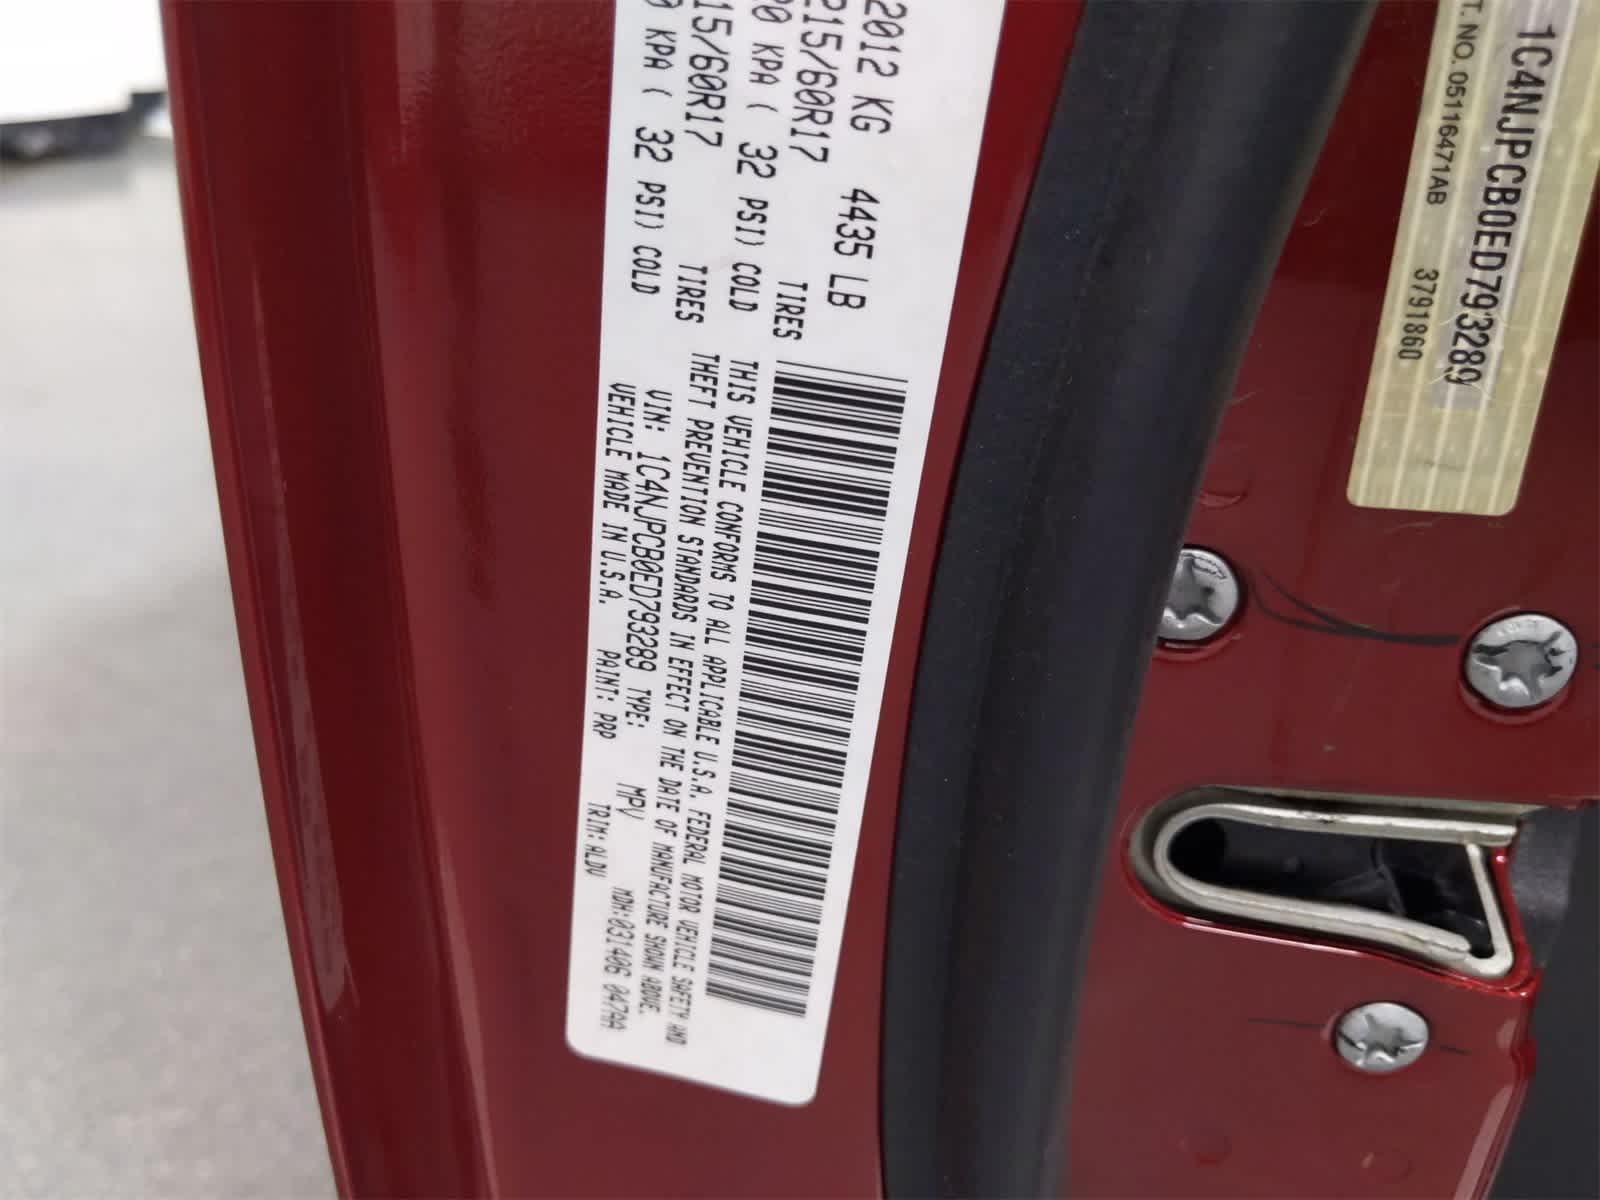 2012 KG 4435 LB
215/60R17 TIRES
KPA ( 32 PSI) COLD
15/60R17 TIRES
KPA ( 32 PSI) COLD
THIS VEHICLE CONFORMS TO ALL APPLICABLE U.S.A. FEDERAL MOTOR VEHICLE SAFETY AND
THEFT PREVENTION STANDARDS IN EFFECT ON THE DATE OF MANUFACTURE SHOWN ABOVE.
VIN: 1C4NJPCB0ED793289 TYPE: MPV MDH:031406 047AA
VEHICLE MADE IN U.S.A. PAINT: PRP TRIM:ALDV
1C4NJPCB0ED793289
T. NO. 05116471AB 3791860